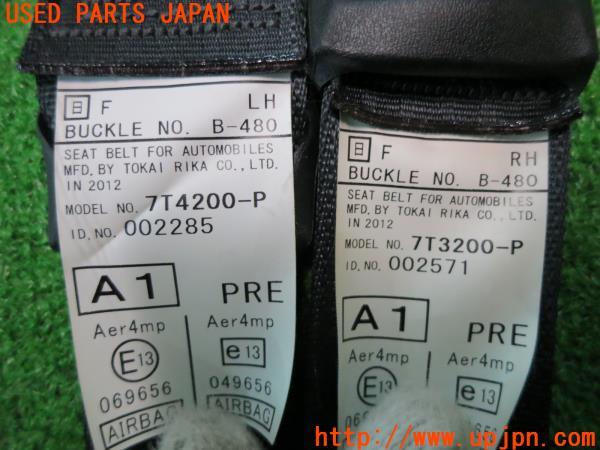 USED PARTS JAPAN
日 F LH
BUCKLE NO. B-480
SEAT BELT FOR AUTOMOBILES
MFD. BY TOKAI RIKA CO., LTD.
IN 2012
MODEL NO. 7T4200-P
ID. NO. 002285
A1 PRE
Aer4mp Aer4mp
E13 e13
069656 049656
AIRBAG AIRBAG
日 F RH
BUCKLE NO. B-480
SEAT BELT FOR AUTOMOBILES
MFD. BY TOKAI RIKA CO., LTD.
IN 2012
MODEL NO. 7T3200-P
ID. NO. 002571
A1 PRE
Aer4mp Aer4mp
E13 e13
http://www.upjpn.com/